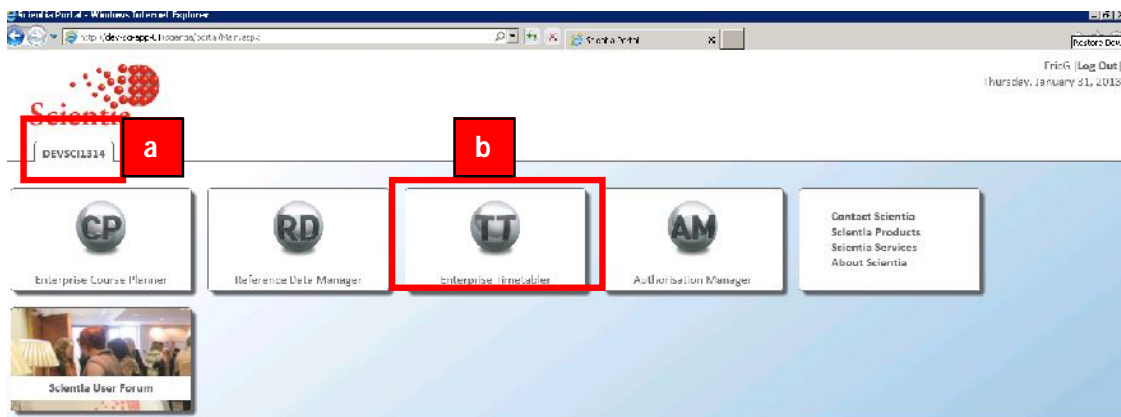 Scientia Portal - Windows Internet Explorer
Scientia Portal
Restore Dow
EricG |Log Out|
Thursday, January 31, 2013
Scientia
DEVSCI1314
a
b
CP
RD
TT
AM
Enterprise Course Planner
Reference Data Manager
Enterprise Timetabler
Authorisation Manager
Contact Scientia
Scientia Products
Scientia Services
About Scientia
Scientia User Forum